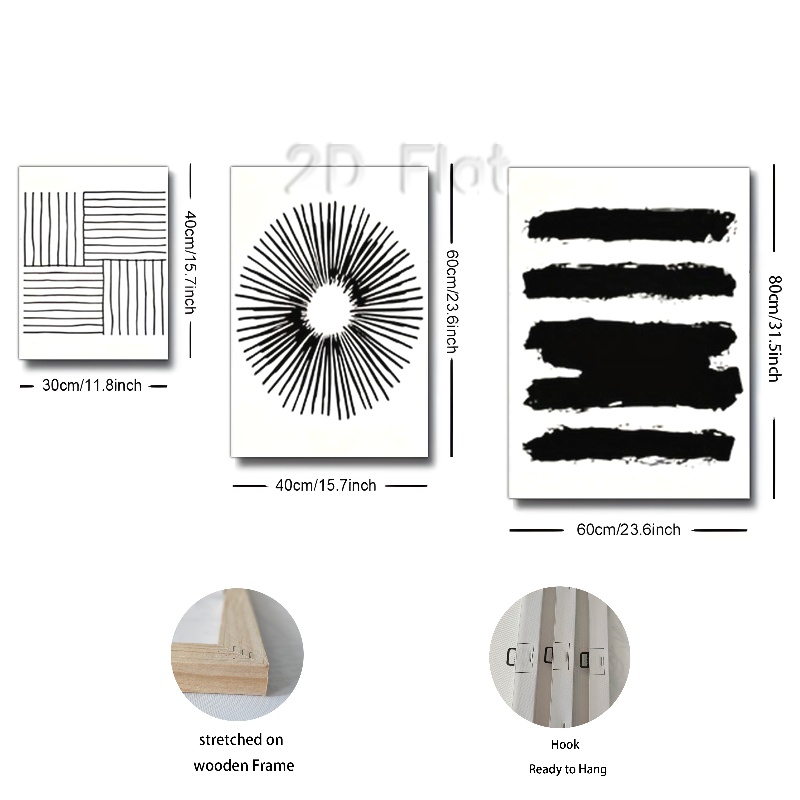 2D Flat
40cm/15.7inch
30cm/11.8inch
60cm/23.6inch
40cm/15.7inch
80cm/31.5inch
60cm/23.6inch
stretched on
wooden Frame
Hook
Ready to Hang